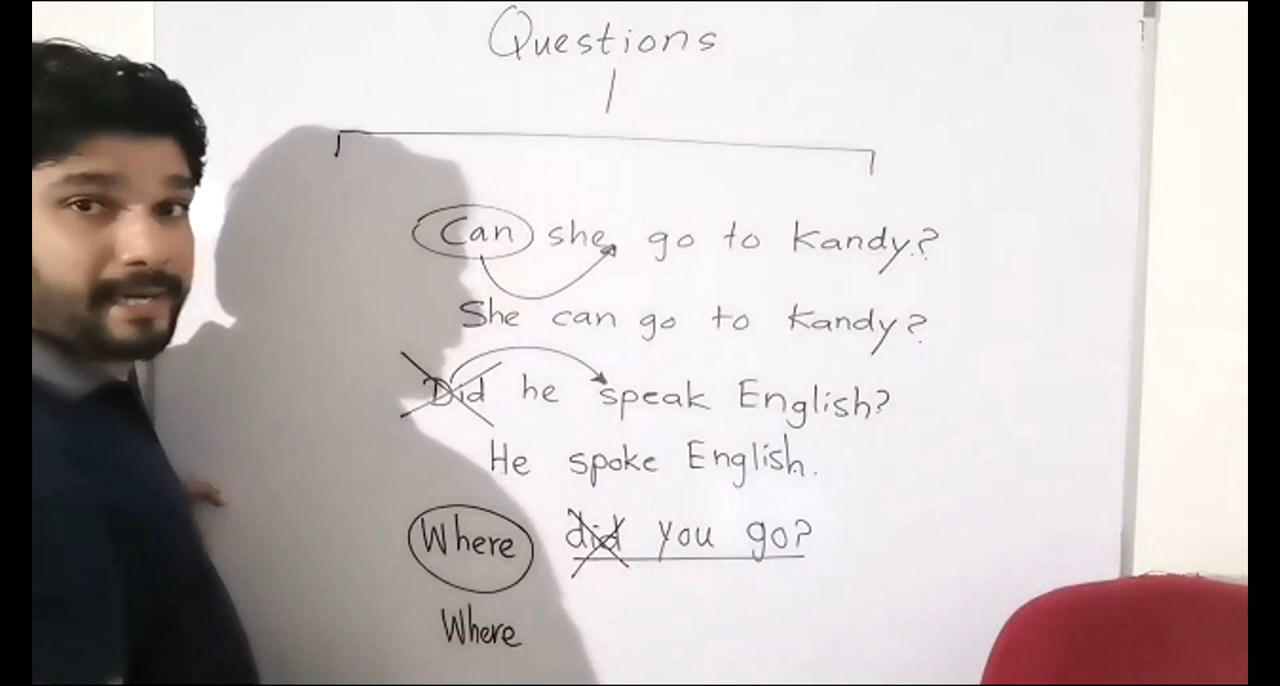 Questions
Can she go to Kandy?
She can go to Kandy?
Did he speak English?
He spoke English.
Where did you go?
Where